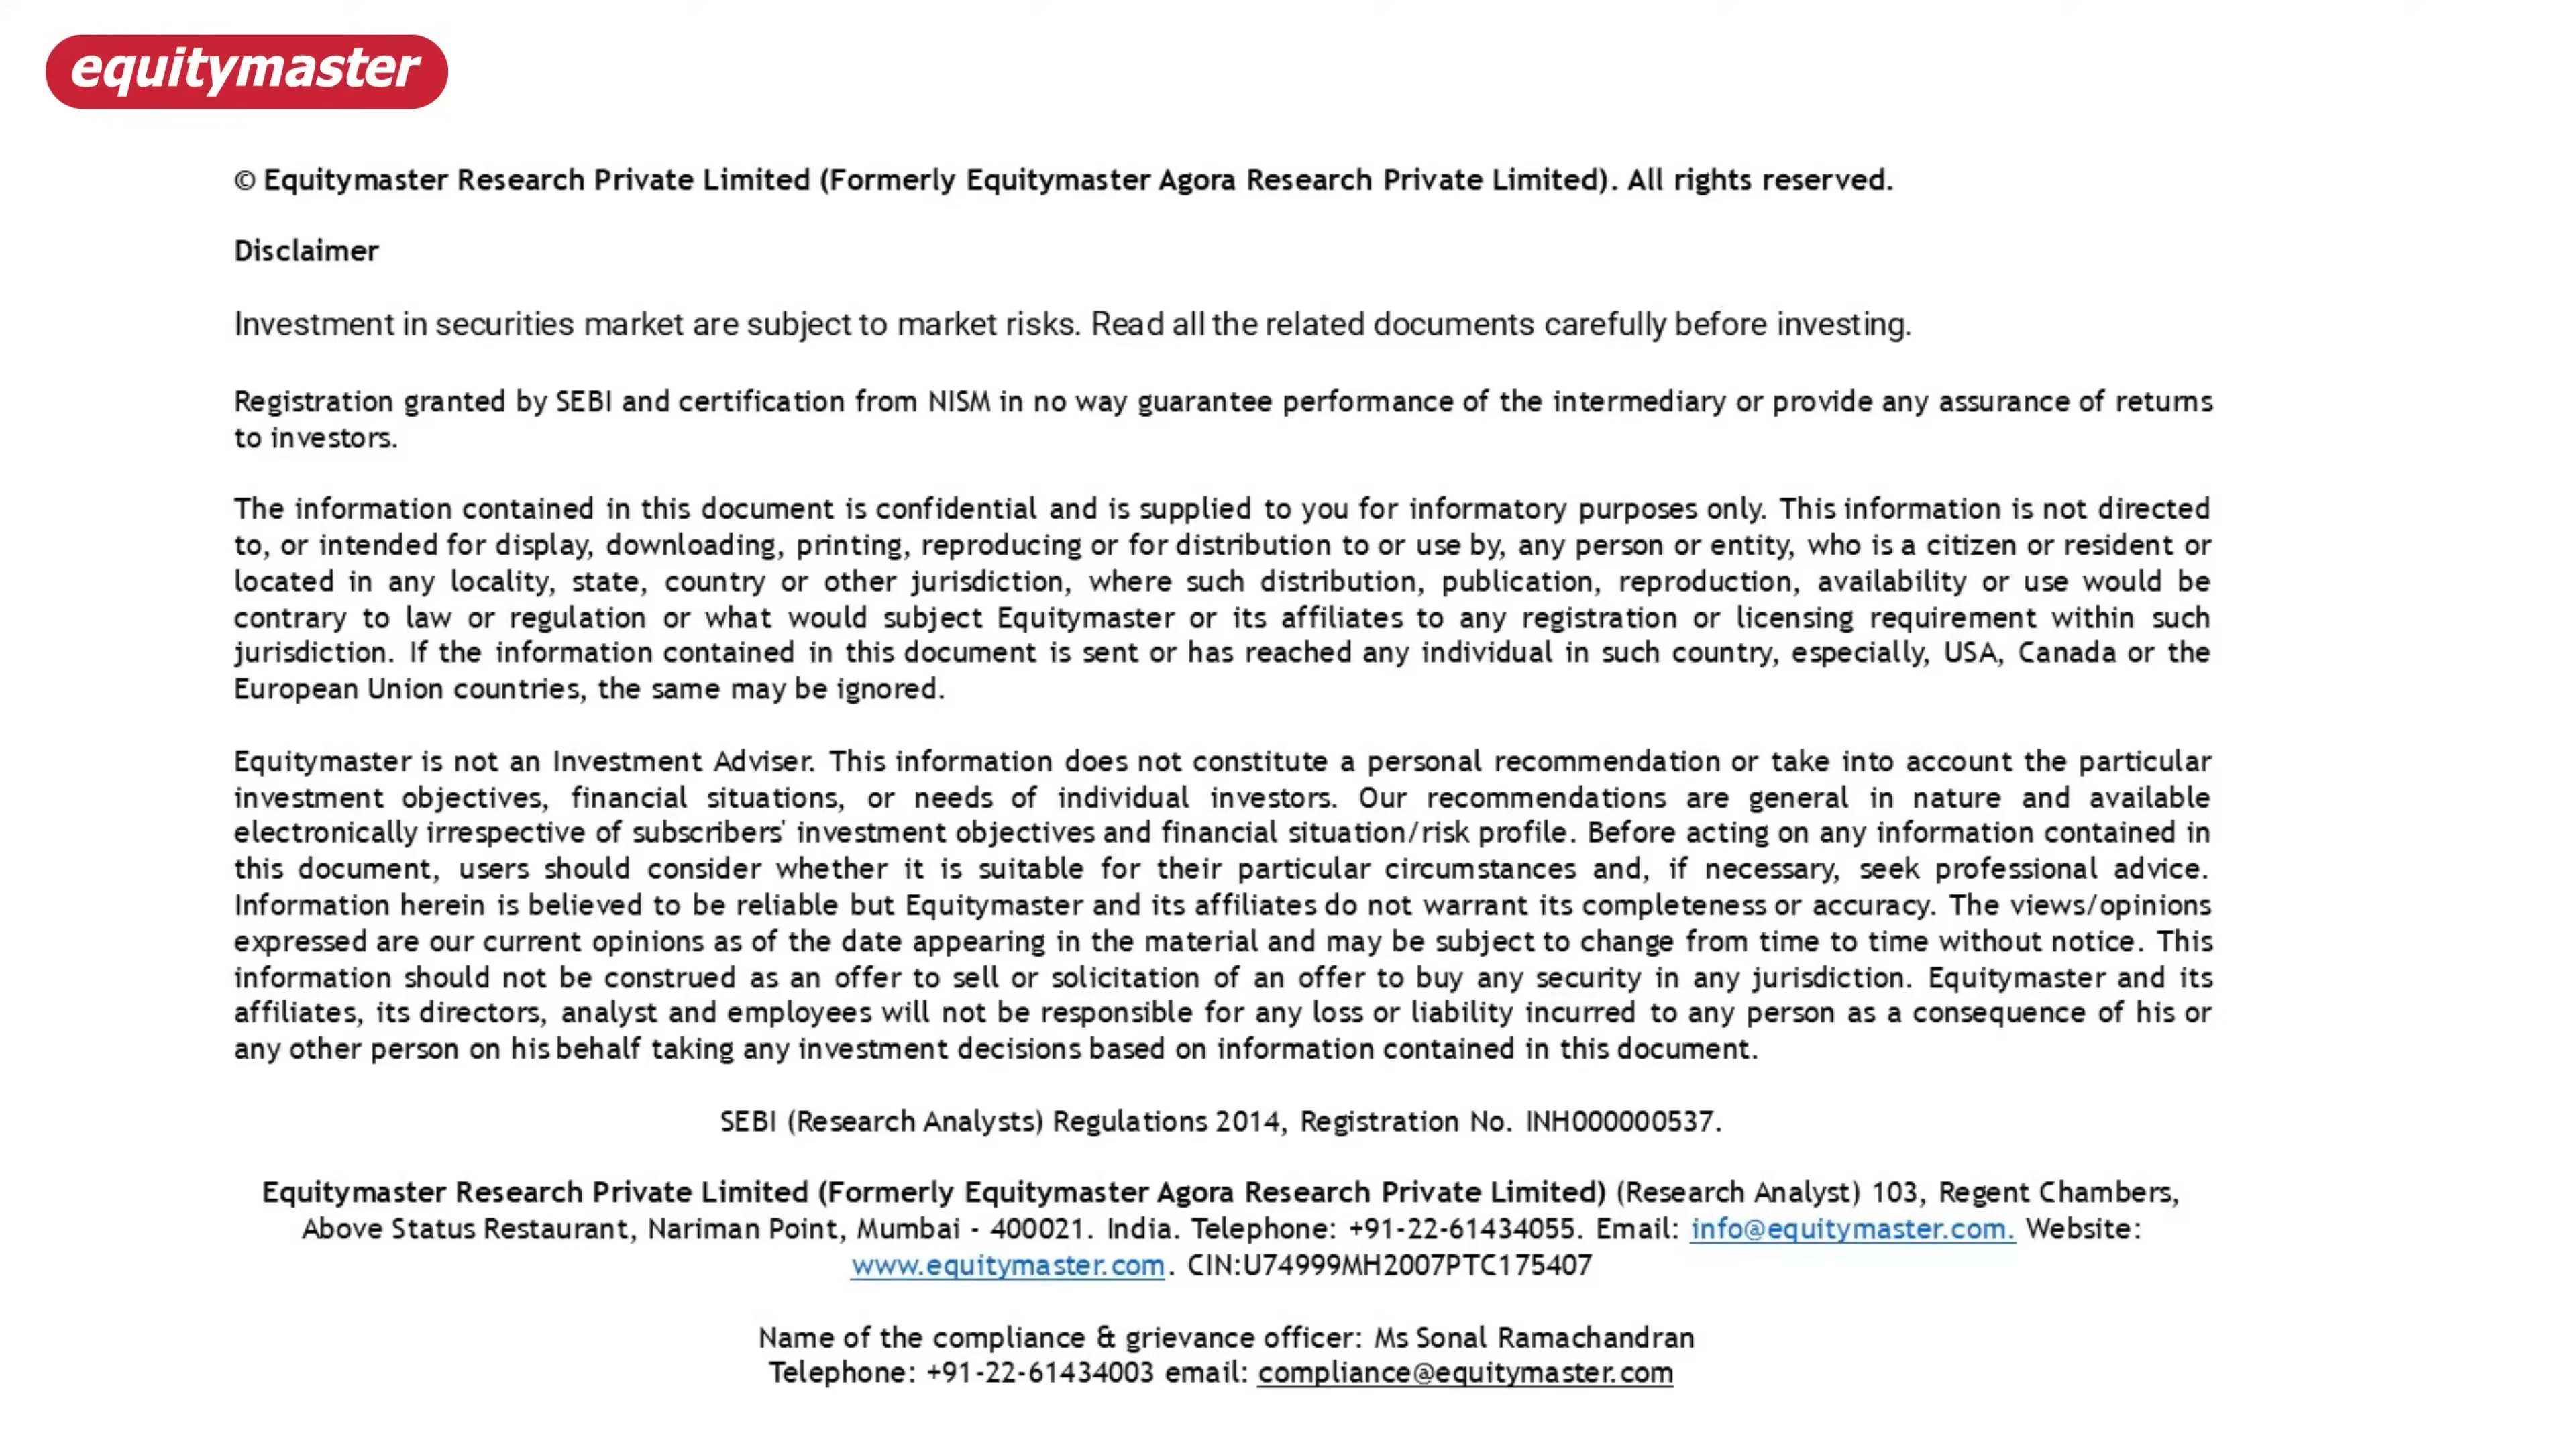 equitymaster
© Equitymaster Research Private Limited (Formerly Equitymaster Agora Research Private Limited). All rights reserved.
Disclaimer
Investment in securities market are subject to market risks. Read all the related documents carefully before investing.
Registration granted by SEBI and certification from NISM in no way guarantee performance of the intermediary or provide any assurance of returns
to investors.
The information contained in this document is confidential and is supplied to you for informatory purposes only. This information is not directed
to, or intended for display, downloading, printing, reproducing or for distribution to or use by, any person or entity, who is a citizen or resident or
located in any locality, state, country or other jurisdiction, where such distribution, publication, reproduction, availability or use would be
contrary to law or regulation or what would subject Equitymaster or its affiliates to any registration or licensing requirement within such
jurisdiction. If the information contained in this document is sent or has reached any individual in such country, especially, USA, Canada or the
European Union countries, the same may be ignored.
Equitymaster is not an Investment Adviser. This information does not constitute a personal recommendation or take into account the particular
investment objectives, financial situations, or needs of individual investors. Our recommendations are general in nature and available
electronically irrespective of subscribers' investment objectives and financial situation/risk profile. Before acting on any information contained in
this document, users should consider whether it is suitable for their particular circumstances and, if necessary, seek professional advice.
Information herein is believed to be reliable but Equitymaster and its affiliates do not warrant its completeness or accuracy. The views/opinions
expressed are our current opinions as of the date appearing in the material and may be subject to change from time to time without notice. This
information should not be construed as an offer to sell or solicitation of an offer to buy any security in any jurisdiction. Equitymaster and its
affiliates, its directors, analyst and employees will not be responsible for any loss or liability incurred to any person as a consequence of his or
any other person on his behalf taking any investment decisions based on information contained in this document.
SEBI (Research Analysts) Regulations 2014, Registration No. INH000000537.
Equitymaster Research Private Limited (Formerly Equitymaster Agora Research Private Limited) (Research Analyst) 103, Regent Chambers,
Above Status Restaurant, Nariman Point, Mumbai - 400021. India. Telephone: +91-22-61434055. Email: info@equitymaster.com. Website:
www.equitymaster.com. CIN:U74999MH2007PTC175407
Name of the compliance & grievance officer: Ms Sonal Ramachandran
Telephone: +91-22-61434003 email: compliance@equitymaster.com